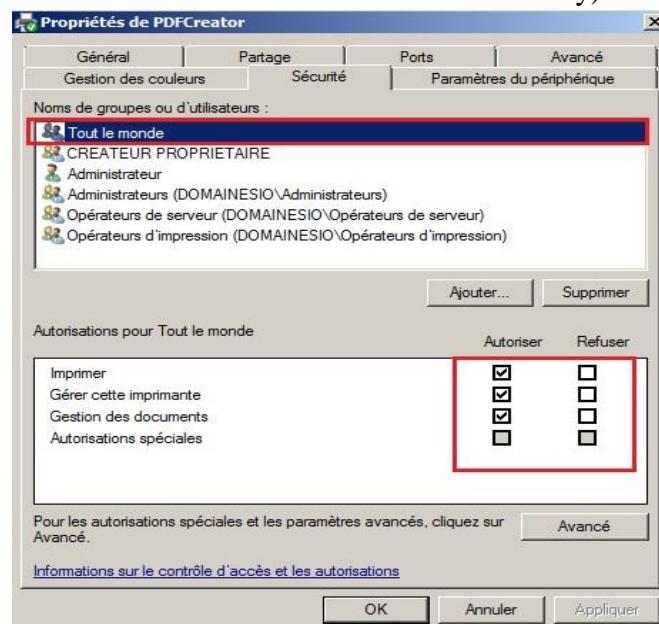 y,
Propriétés de PDFCreator
Général Partage Ports Avancé
Gestion des couleurs Sécurité Paramètres du périphérique
Noms de groupes ou d'utilisateurs :
Tout le monde
CREATEUR PROPRIETAIRE
Administrateur
Administrateurs (DOMAINESIO\Administrateurs)
Opérateurs de serveur (DOMAINESIO\Opérateurs de serveur)
Opérateurs d'impression (DOMAINESIO\Opérateurs d'impression)
Ajouter... Supprimer
Autorisations pour Tout le monde Autoriser Refuser
Imprimer
Gérer cette imprimante
Gestion des documents
Autorisations spéciales
Pour les autorisations spéciales et les paramètres avancés, cliquez sur
Avancé.
Avancé
Informations sur le contrôle d'accès et les autorisations
OK Annuler Appliquer